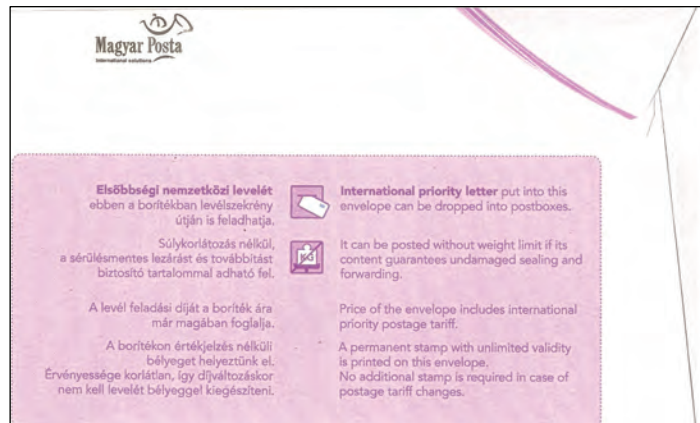 Magyar Posta
International solutions
Elsőbbségi nemzetközi levelét
ebben a borítékban levélszekrény
útján is feladhatja.
International priority letter put into this
envelope can be dropped into postboxes.
Súlykorlátozás nélkül,
a sérülésmentes lezárást és továbbítást
biztosító tartalommal adható fel.
KG
It can be posted without weight limit if its
content guarantees undamaged sealing and
forwarding.
A levél feladási díját a boríték ára
már magában foglalja.
Price of the envelope includes international
priority postage tariff.
A borítékon értékjelzés nélküli
bélyeget helyeztünk el.
Érvényessége korlátlan, így díjváltozáskor
nem kell levelét bélyeggel kiegészíteni.
A permanent stamp with unlimited validity
is printed on this envelope.
No additional stamp is required in case of
postage tariff changes.